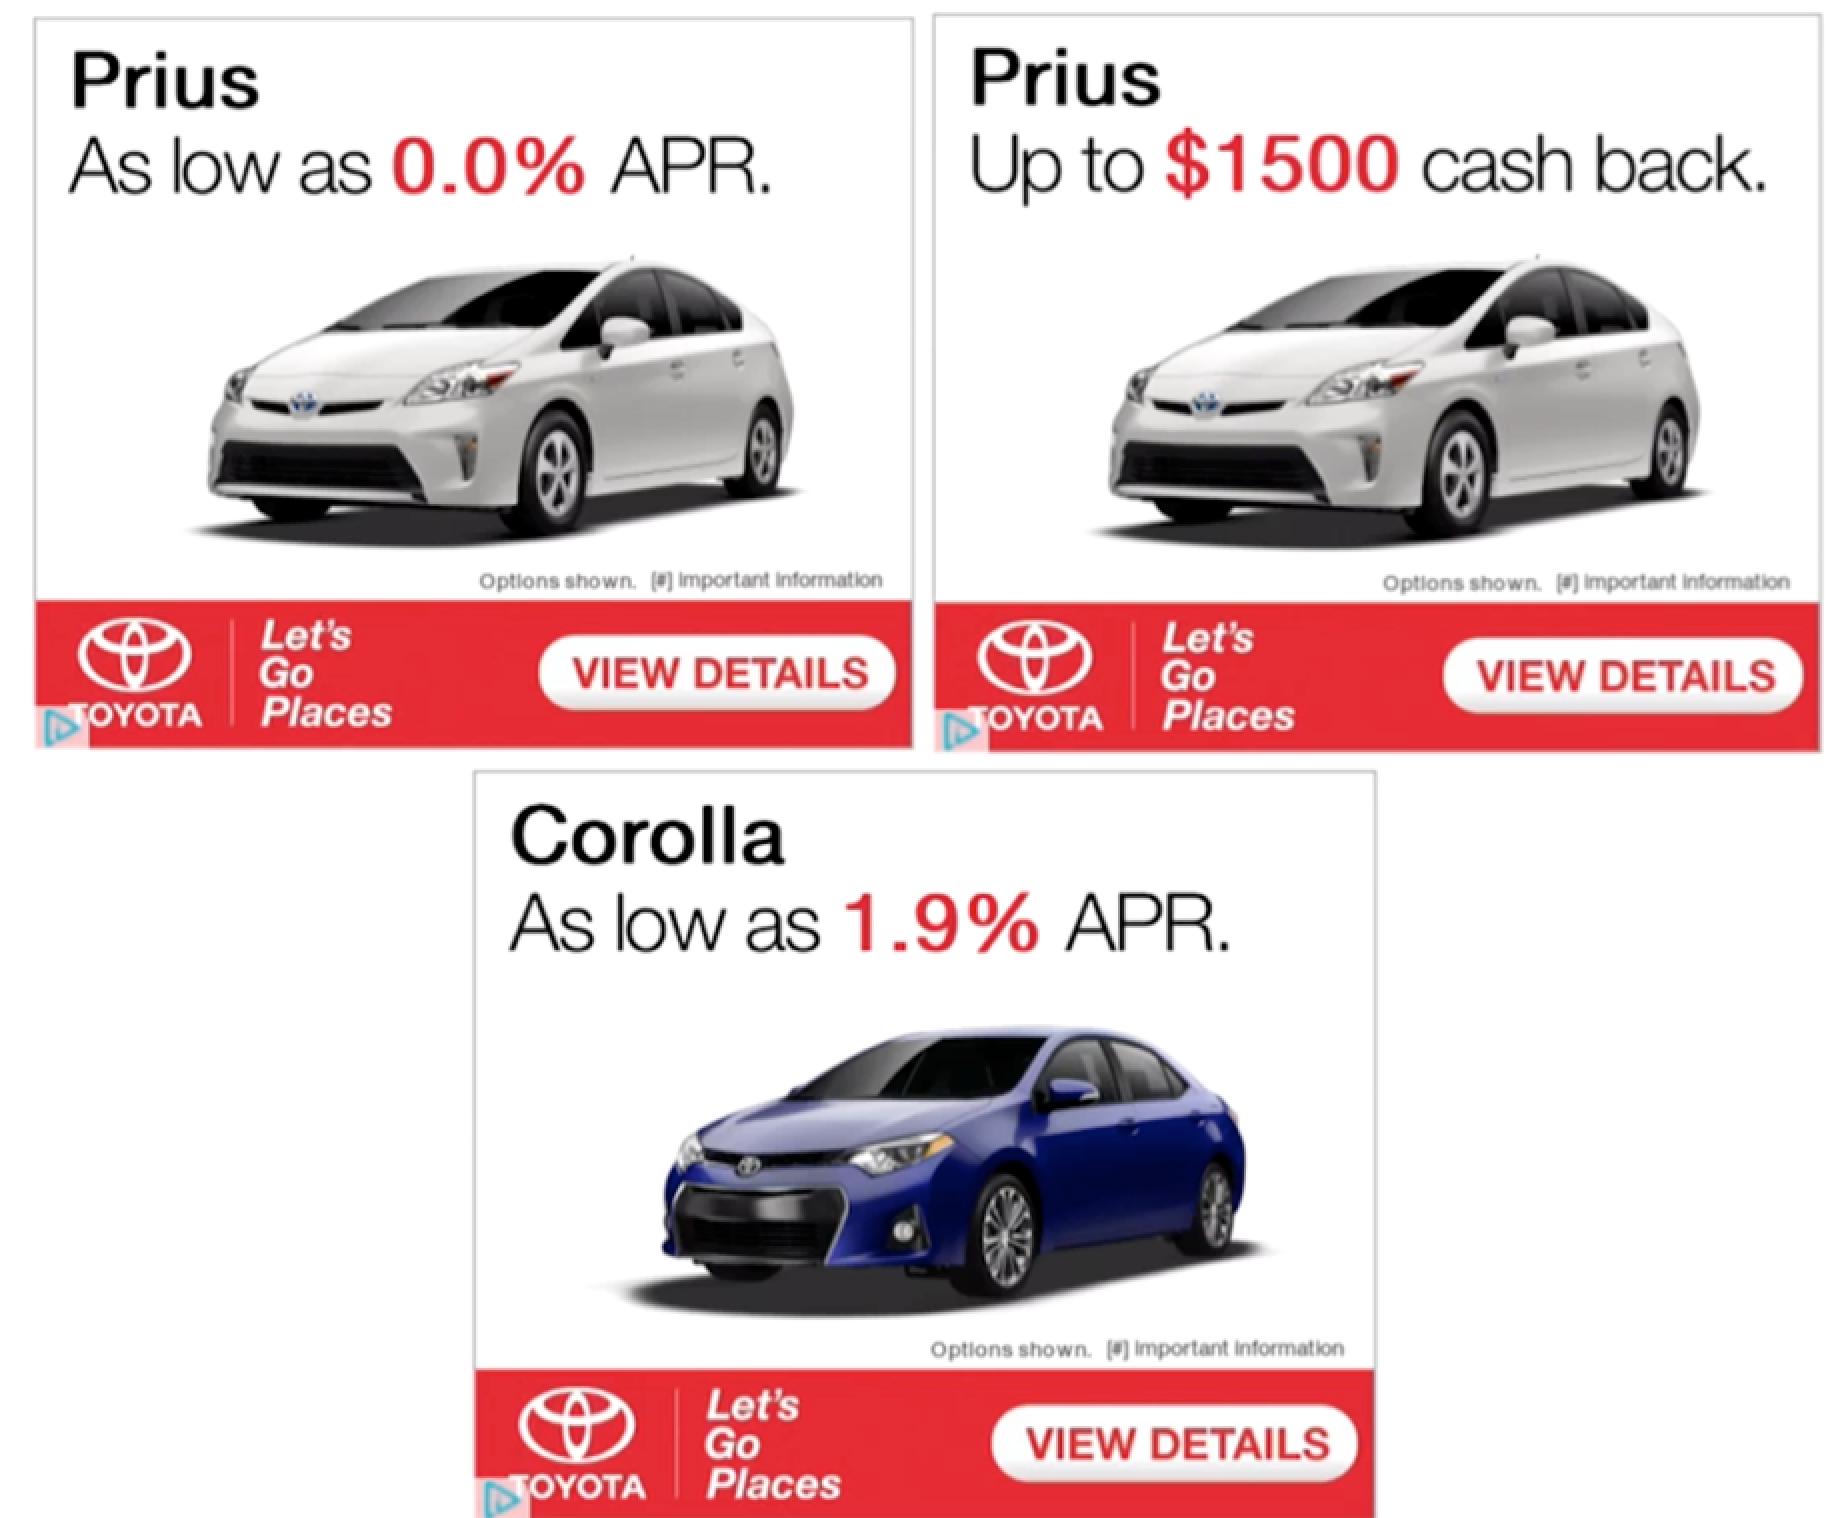 Prius
As low as 0.0% APR.
Options shown. [#] Important Information
TOYOTA
Let's
Go
Places
VIEW DETAILS
Prius
Up to $1500 cash back.
Options shown. [#] Important Information
TOYOTA
Let's
Go
Places
VIEW DETAILS
Corolla
As low as 1.9% APR.
Options shown. [#] Important Information
TOYOTA
Let's
Go
Places
VIEW DETAILS